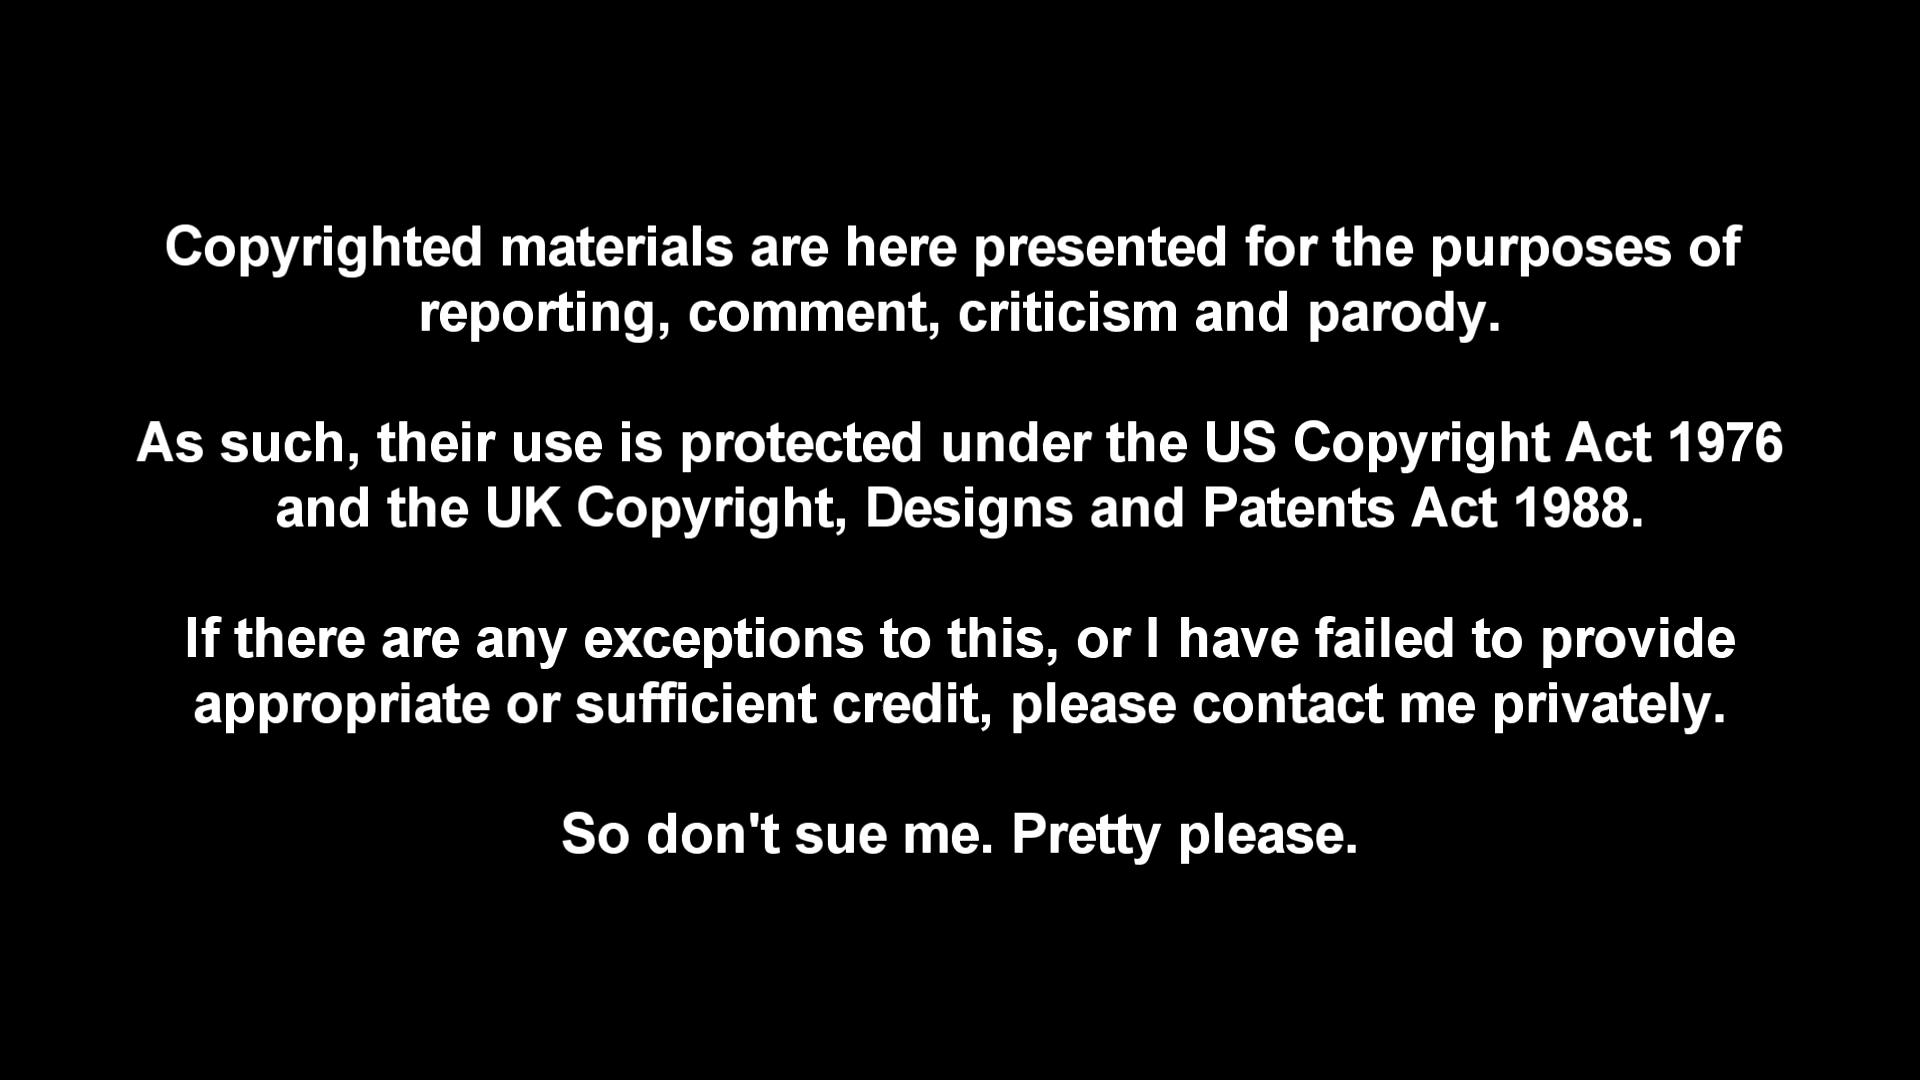 Copyrighted materials are here presented for the purposes of
reporting, comment, criticism and parody.
As such, their use is protected under the US Copyright Act 1976
and the UK Copyright, Designs and Patents Act 1988.
If there are any exceptions to this, or I have failed to provide
appropriate or sufficient credit, please contact me privately.
So don't sue me. Pretty please.